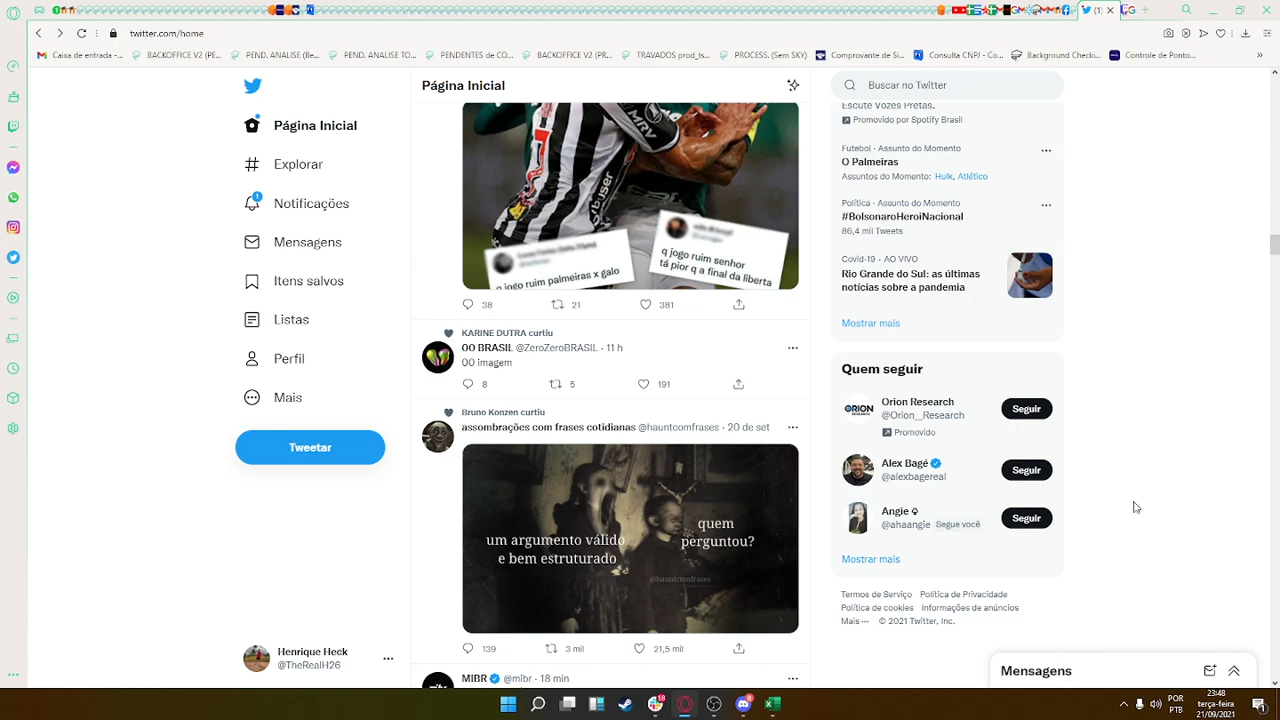 (1)
twitter.com/home
Caixa de entrada -...
BACKOFFICE V2 (P...
PEND. ANALISE
PEND. ANALISE TO...
PENDENTES de CO...
BACKOFFICE V2 (PR...
TRAVADOS prod_ts...
PROCESS. (Sem SKY)
Comprovante de Si...
Consulta CNPJ - Co...
Background Checki...
Controle de Ponto...
Página Inicial
Explorar
1
Notificações
Mensagens
Itens salvos
Listas
Perfil
Mais
Tweetar
Henrique Heck
@TheRealH26
Página Inicial
MRV
q jogo ruim palmeiras x galo
q jogo ruim senhor
tá pior q a final da liberta
38 21 381
KARINE DUTRA curtiu
00 BRASIL @ZeroZeroBRASIL · 11 h
00 imagem
8 5 191
Bruno Konzen curtiu
assombrações com frases cotidianas @hauntcomfrases · 20 de set
um argumento válido
e bem estruturado
quem
perguntou?
@hauntcomfrases
139 3 mil 21,5 mil
MIBR @mibr · 18 min
Buscar no Twitter
Escute Vozes Pretas.
Promovido por Spotify Brasil
Futebol · Assunto do Momento
O Palmeiras
Assuntos do Momento: Hulk, Atlético
Política · Assunto do Momento
#BolsonaroHeroiNacional
86,4 mil Tweets
Covid-19 · AO VIVO
Rio Grande do Sul: as últimas
notícias sobre a pandemia
Mostrar mais
Quem seguir
ORION
Orion Research
@Orion__Research
Promovido
Seguir
Alex Bagé
@alexbagereal
Seguir
Angie
@ahaangie Segue você
Seguir
Mostrar mais
Termos de Serviço Política de Privacidade
Política de cookies Informações de anúncios
Mais ··· © 2021 Twitter, Inc.
Mensagens
18
8
POR
PTB
23:48
terça-feira
21/09/2021